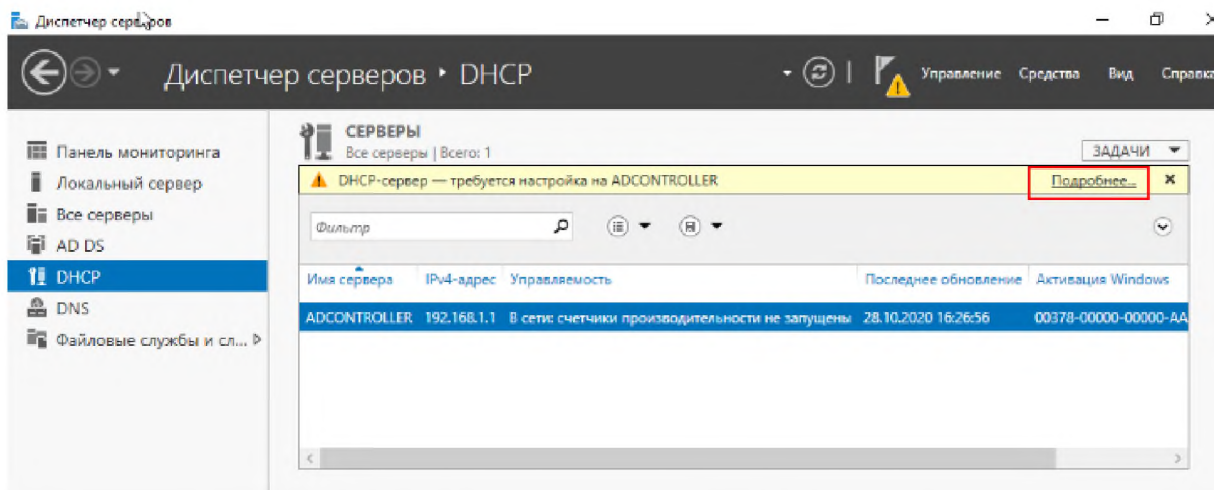 Диспетчер серверов
Диспетчер серверов ‣ DHCP
Управление Средства Вид Справка
Панель мониторинга
Локальный сервер
Все серверы
AD DS
DHCP
DNS
Файловые службы и сл...
СЕРВЕРЫ
Все серверы | Всего: 1
ЗАДАЧИ
DHCP-сервер — требуется настройка на ADCONTROLLER Подробнее...
Фильтр
Имя сервера IPv4-адрес Управляемость Последнее обновление Активация Windows
ADCONTROLLER 192.168.1.1 В сети: счетчики производительности не запущены 28.10.2020 16:26:56 00378-00000-00000-AA